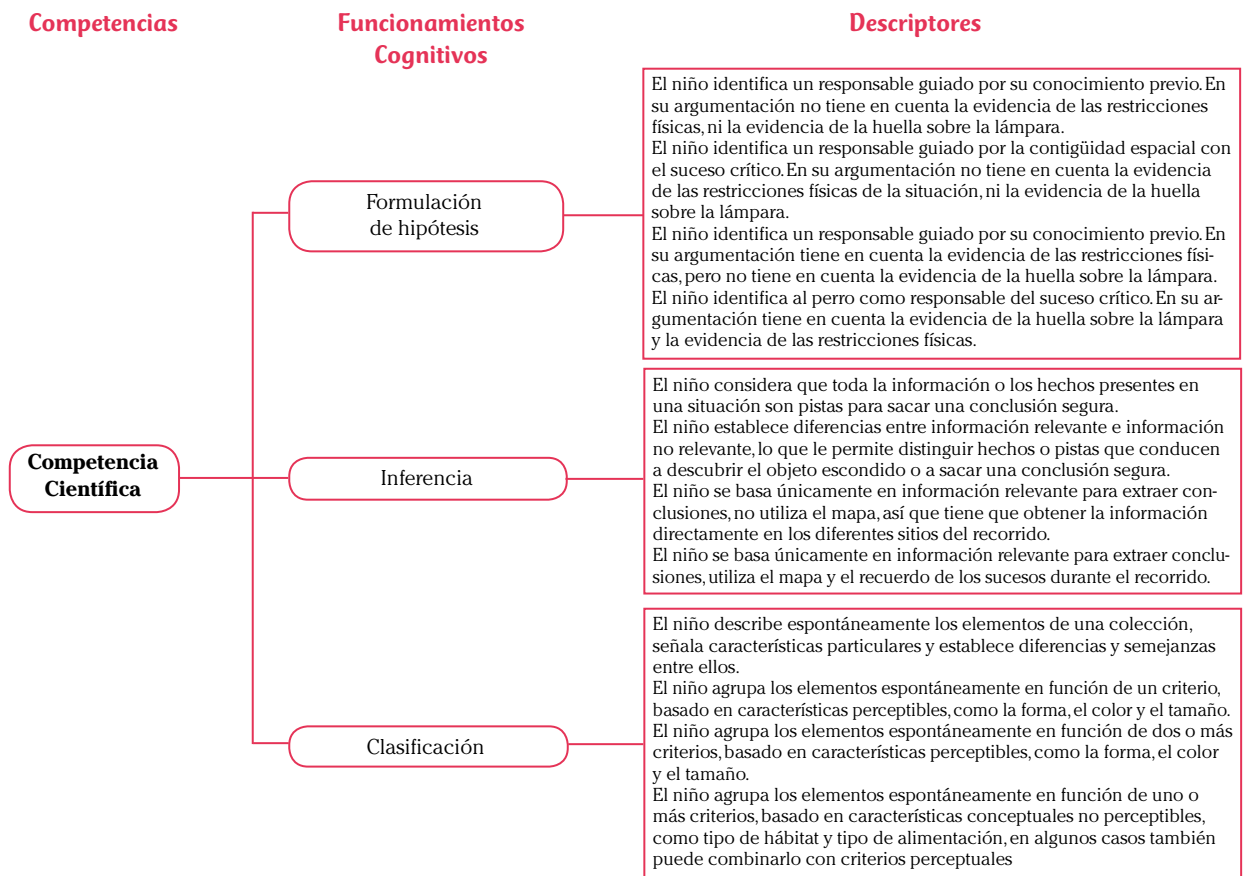 Competencias
Funcionamientos
Cognitivos
Descriptores
Competencia
Científica
Formulación
de hipótesis
El niño identifica un responsable guiado por su conocimiento previo. En
su argumentación no tiene en cuenta la evidencia de las restricciones
físicas, ni la evidencia de la huella sobre la lámpara.
El niño identifica un responsable guiado por la contigüidad espacial con
el suceso crítico. En su argumentación no tiene en cuenta la evidencia
de las restricciones físicas de la situación, ni la evidencia de la huella
sobre la lámpara.
El niño identifica un responsable guiado por su conocimiento previo. En
su argumentación tiene en cuenta la evidencia de las restricciones físi-
cas, pero no tiene en cuenta la evidencia de la huella sobre la lámpara.
El niño identifica al perro como responsable del suceso crítico. En su ar-
gumentación tiene en cuenta la evidencia de la huella sobre la lámpara
y la evidencia de las restricciones físicas.
Inferencia
El niño considera que toda la información o los hechos presentes en
una situación son pistas para sacar una conclusión segura.
El niño establece diferencias entre información relevante e información
no relevante, lo que le permite distinguir hechos o pistas que conducen
a descubrir el objeto escondido o a sacar una conclusión segura.
El niño se basa únicamente en información relevante para extraer con-
clusiones, no utiliza el mapa, así que tiene que obtener la información
directamente en los diferentes sitios del recorrido.
El niño se basa únicamente en información relevante para extraer conclu-
siones, utiliza el mapa y el recuerdo de los sucesos durante el recorrido.
Clasificación
El niño describe espontáneamente los elementos de una colección,
señala características particulares y establece diferencias y semejanzas
entre ellos.
El niño agrupa los elementos espontáneamente en función de un criterio,
basado en características perceptibles, como la forma, el color y el tamaño.
El niño agrupa los elementos espontáneamente en función de dos o más
criterios, basado en características perceptibles, como la forma, el color
y el tamaño.
El niño agrupa los elementos espontáneamente en función de uno o
más criterios, basado en características conceptuales no perceptibles,
como tipo de hábitat y tipo de alimentación, en algunos casos también
puede combinarlo con criterios perceptuales